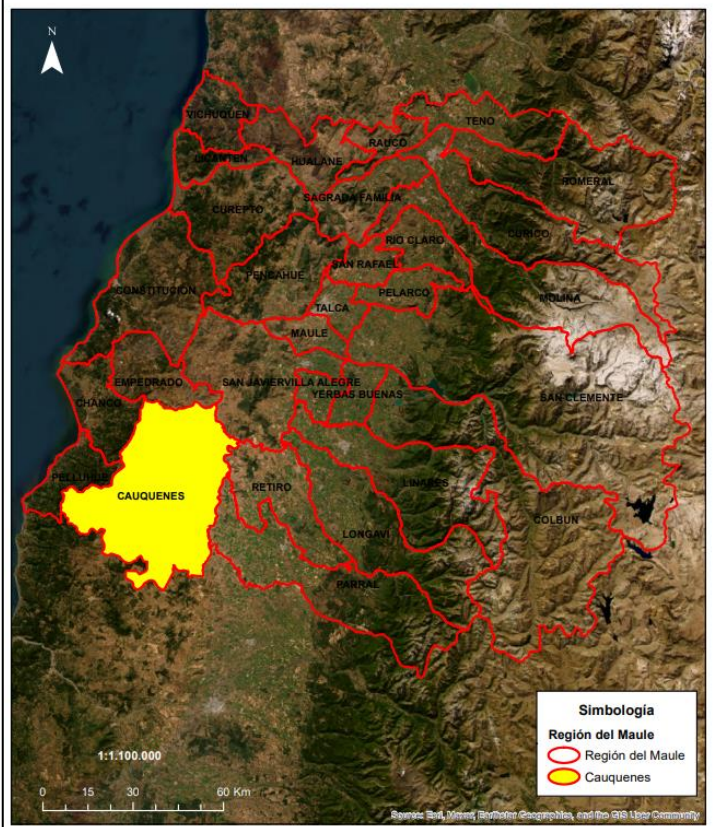 N
VICHUQUEN
TENO
RAUCO
LICANTEN
HUALAÑE
ROMERAL
SAGRADA FAMILIA
CUREPTO
RIO CLARO
CURICO
SAN RAFAEL
PENCAHUE
CONSTITUCION
PELARCO
MOLINA
TALCA
MAULE
EMPEDRADO
SAN JAVIER
VILLA ALEGRE
YERBAS BUENAS
SAN CLEMENTE
CHANCO
PELLUHUE
CAUQUENES
RETIRO
LINARES
COLBUN
LONGAVI
PARRAL
Simbología
Región del Maule
Región del Maule
Cauquenes
1:1.100.000
0 15 30 60 Km
Source: Esri, Maxar, Earthstar Geographics, and the GIS User Community